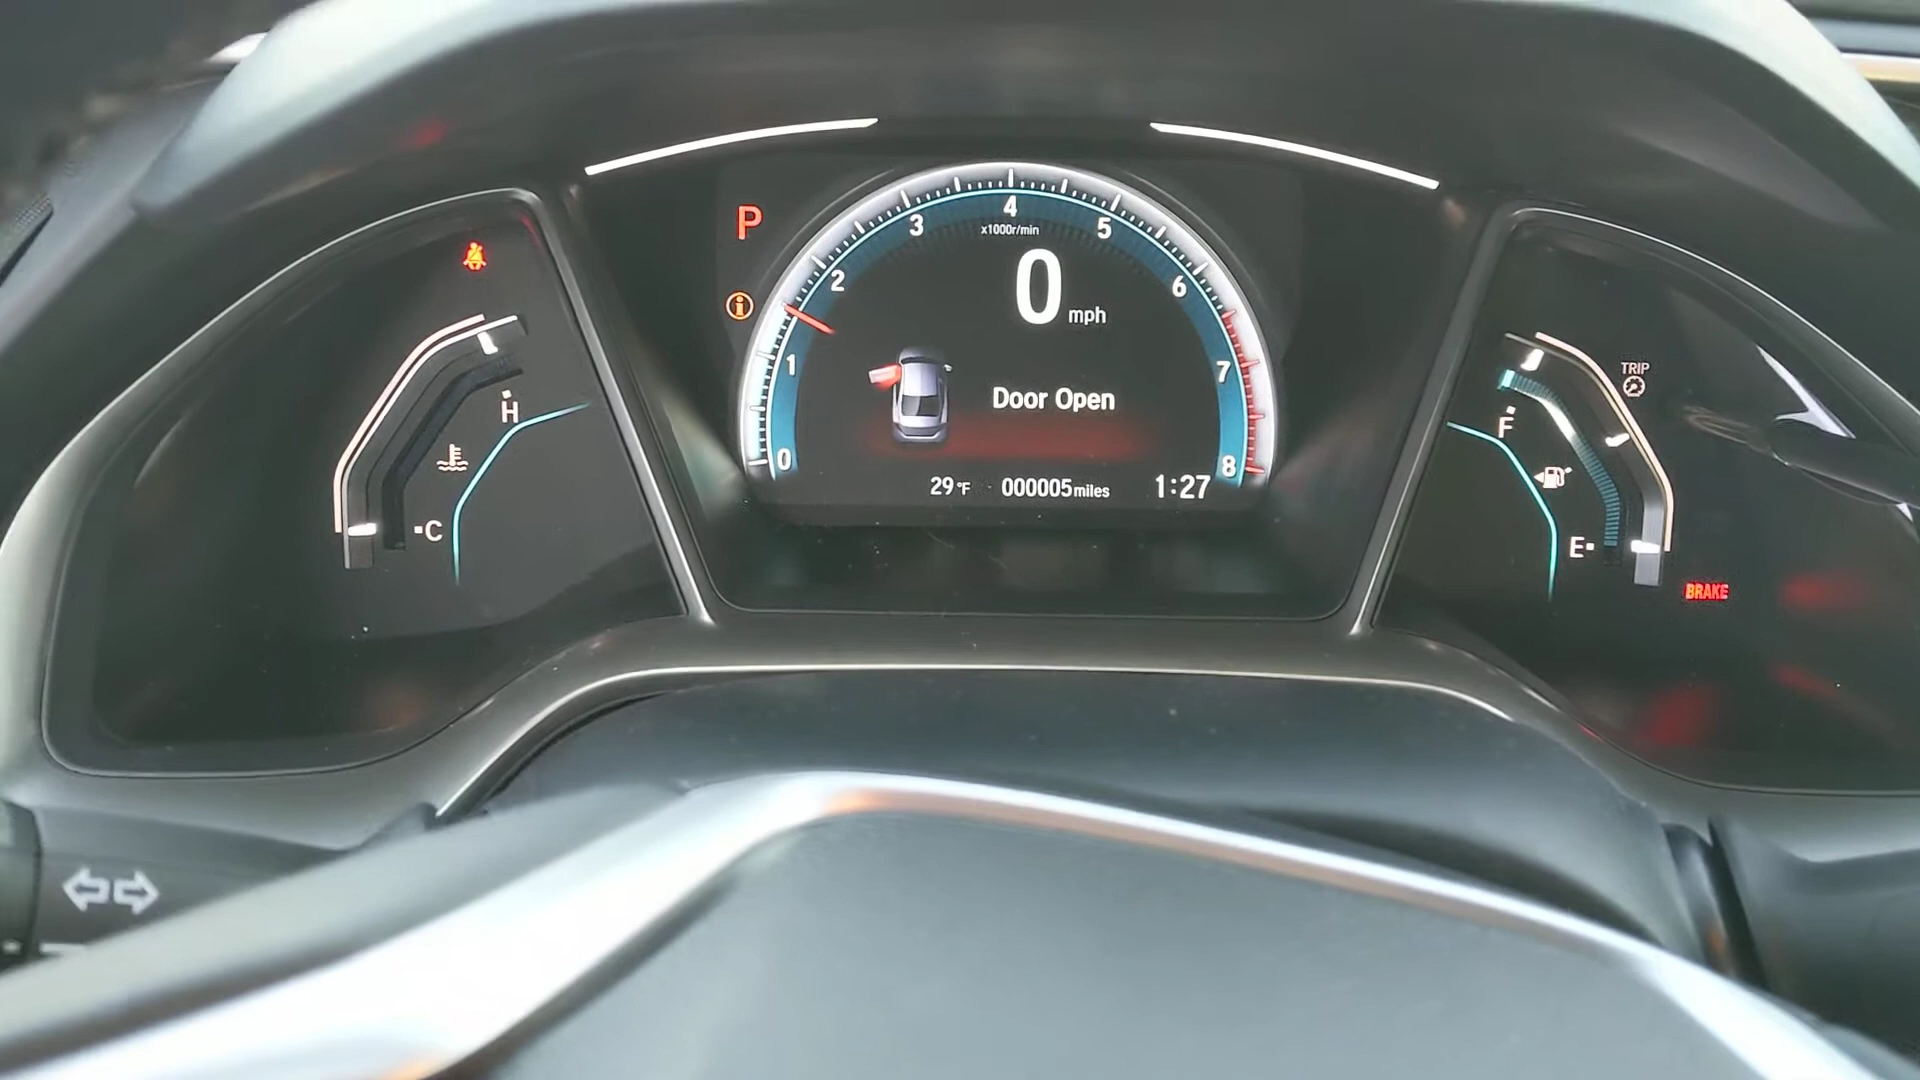 P
4
3
5
x1000r/min
2
6
0 mph
1
7
Door Open
0
8
29°F
000005miles
1:27
H
C
TRIP
F
E
BRAKE